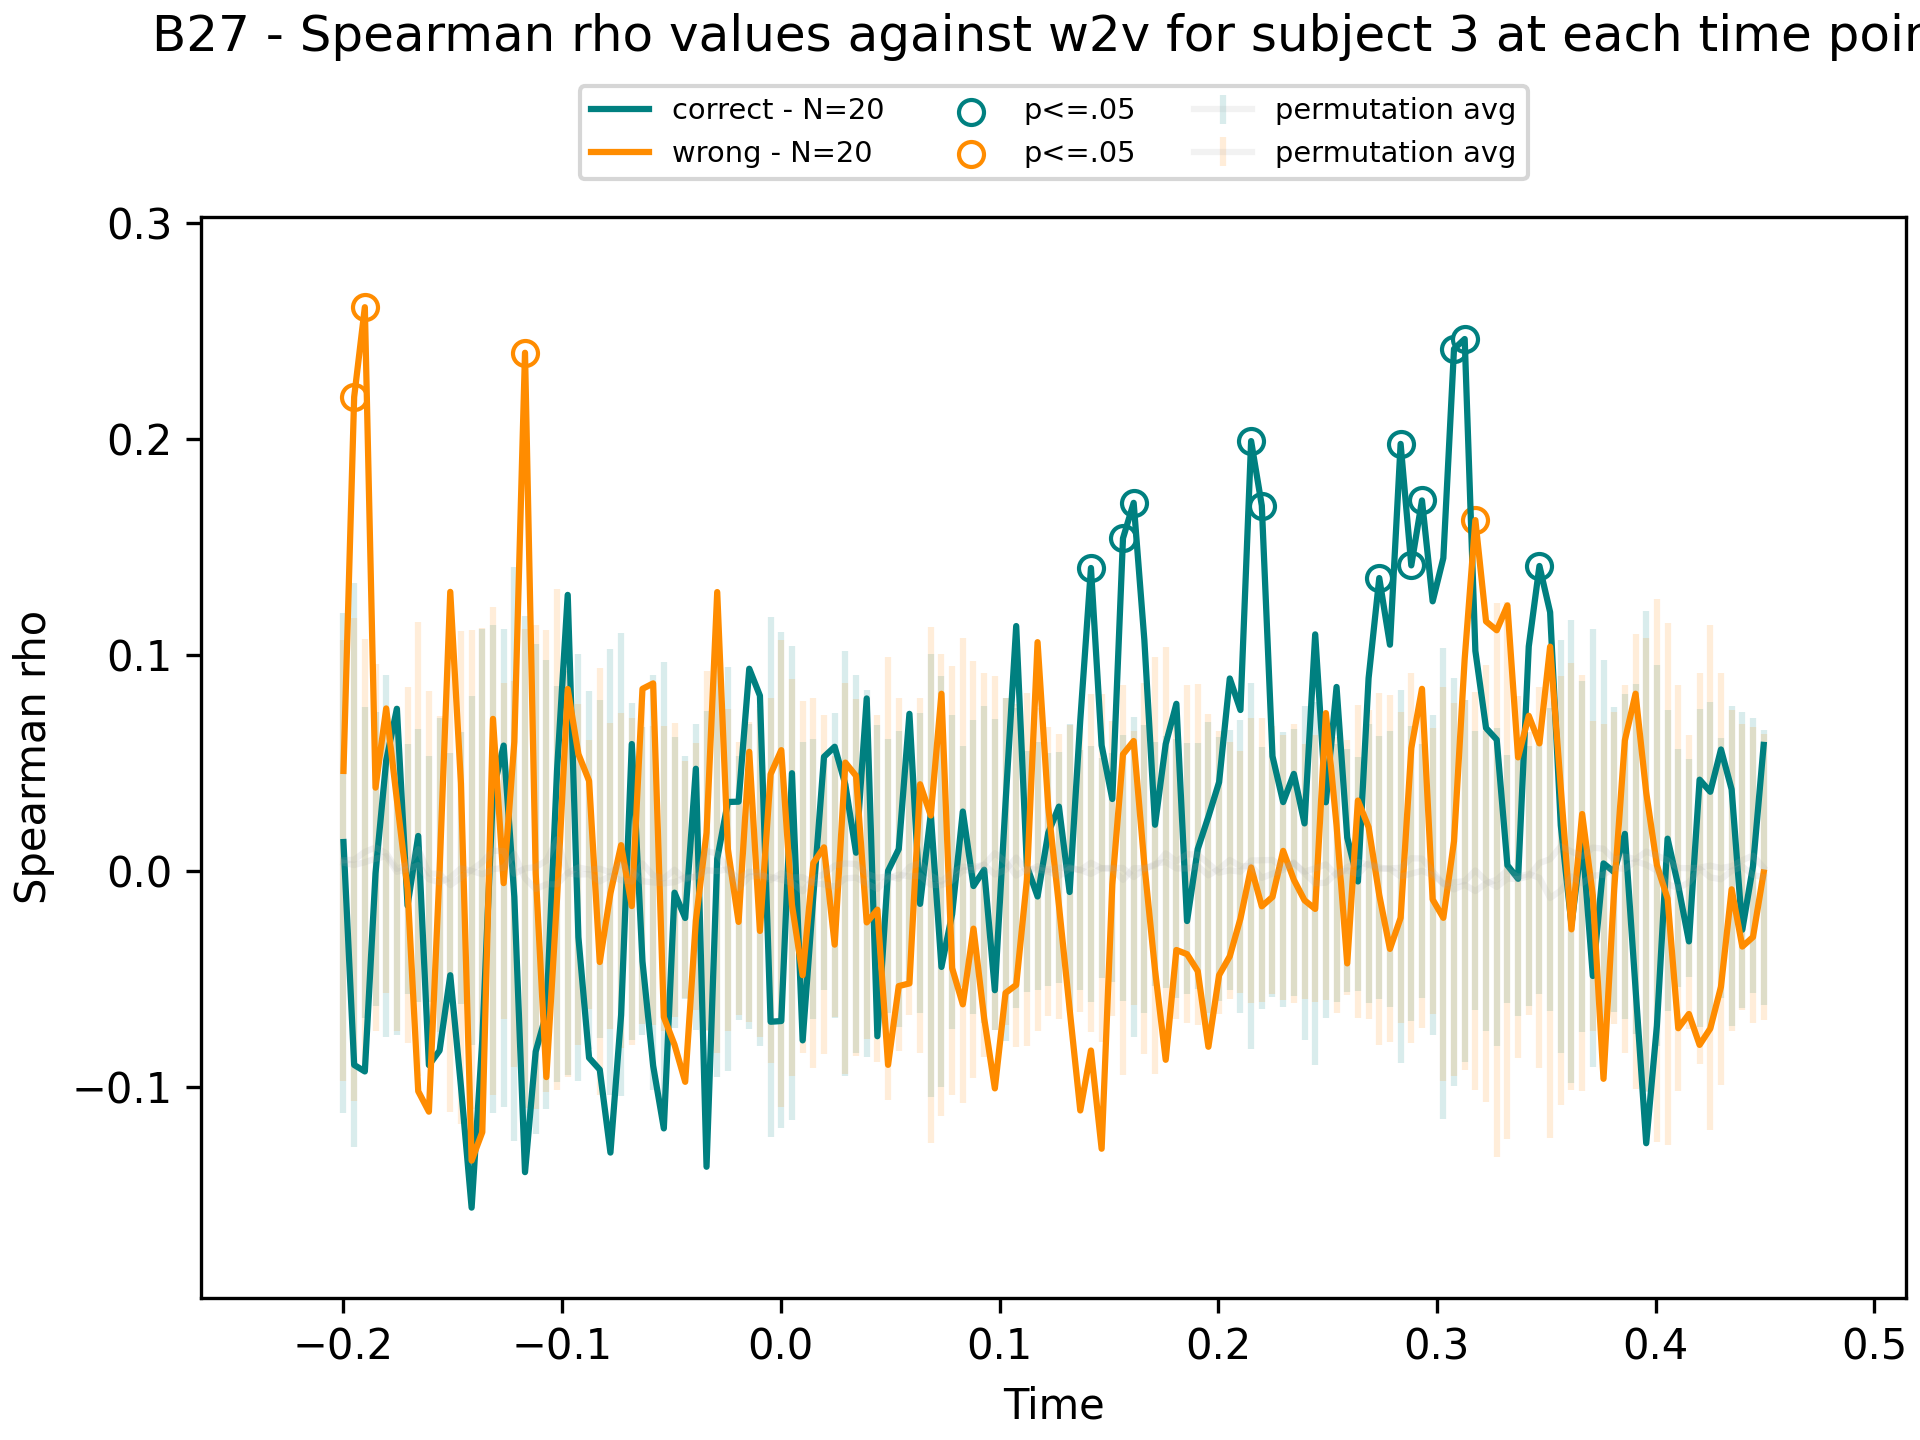 B27 - Spearman rho values against w2v for subject 3 at each time poin
correct - N=20 p<=.05 permutation avg
wrong - N=20 p<=.05 permutation avg
0.3
0.2
0.1
0.0
−0.1
Spearman rho
−0.2 −0.1 0.0 0.1 0.2 0.3 0.4 0.5
Time